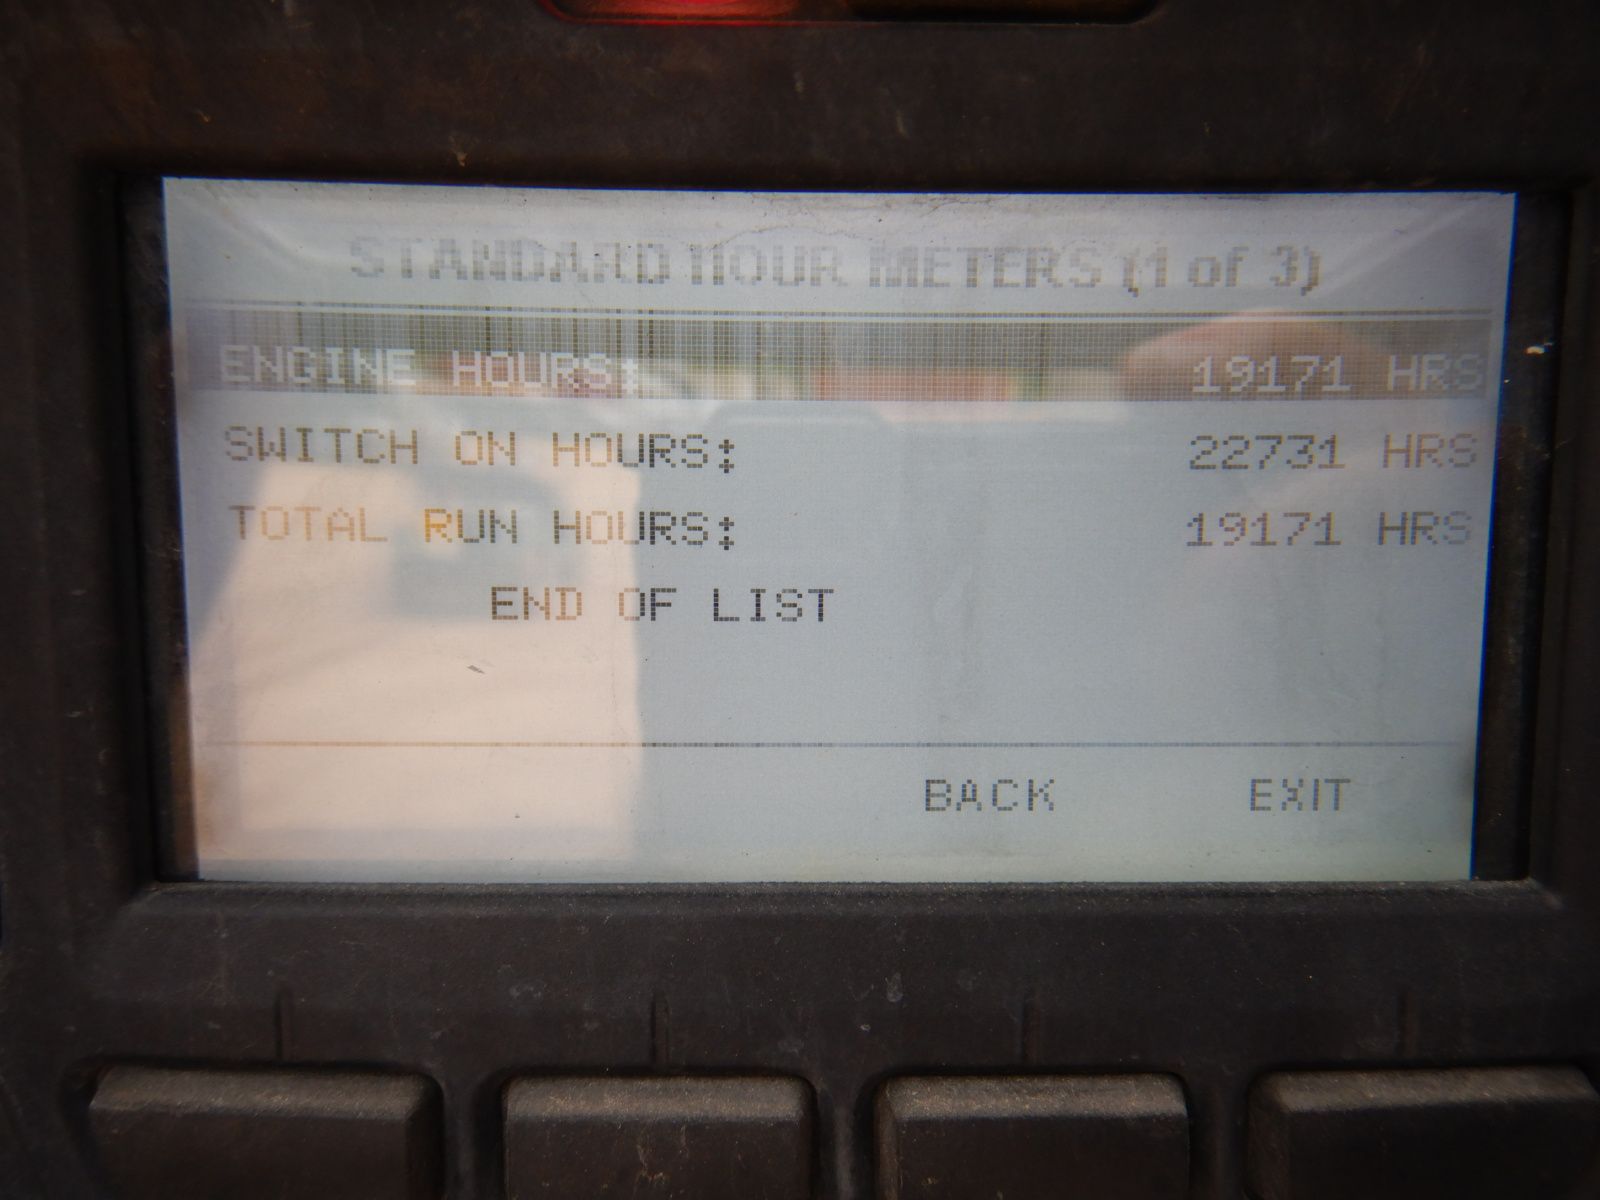 STANDARD HOUR METERS (1 of 3)
ENGINE HOURS: 19171 HRS
SWITCH ON HOURS: 22731 HRS
TOTAL RUN HOURS: 19171 HRS
END OF LIST
BACK EXIT